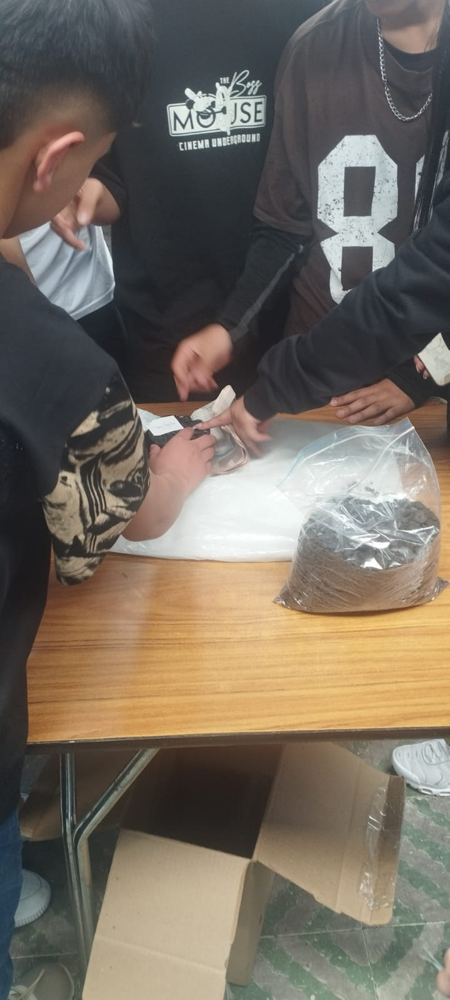 THE Boss
MOUSE
CINEMA UNDERGROUND
8